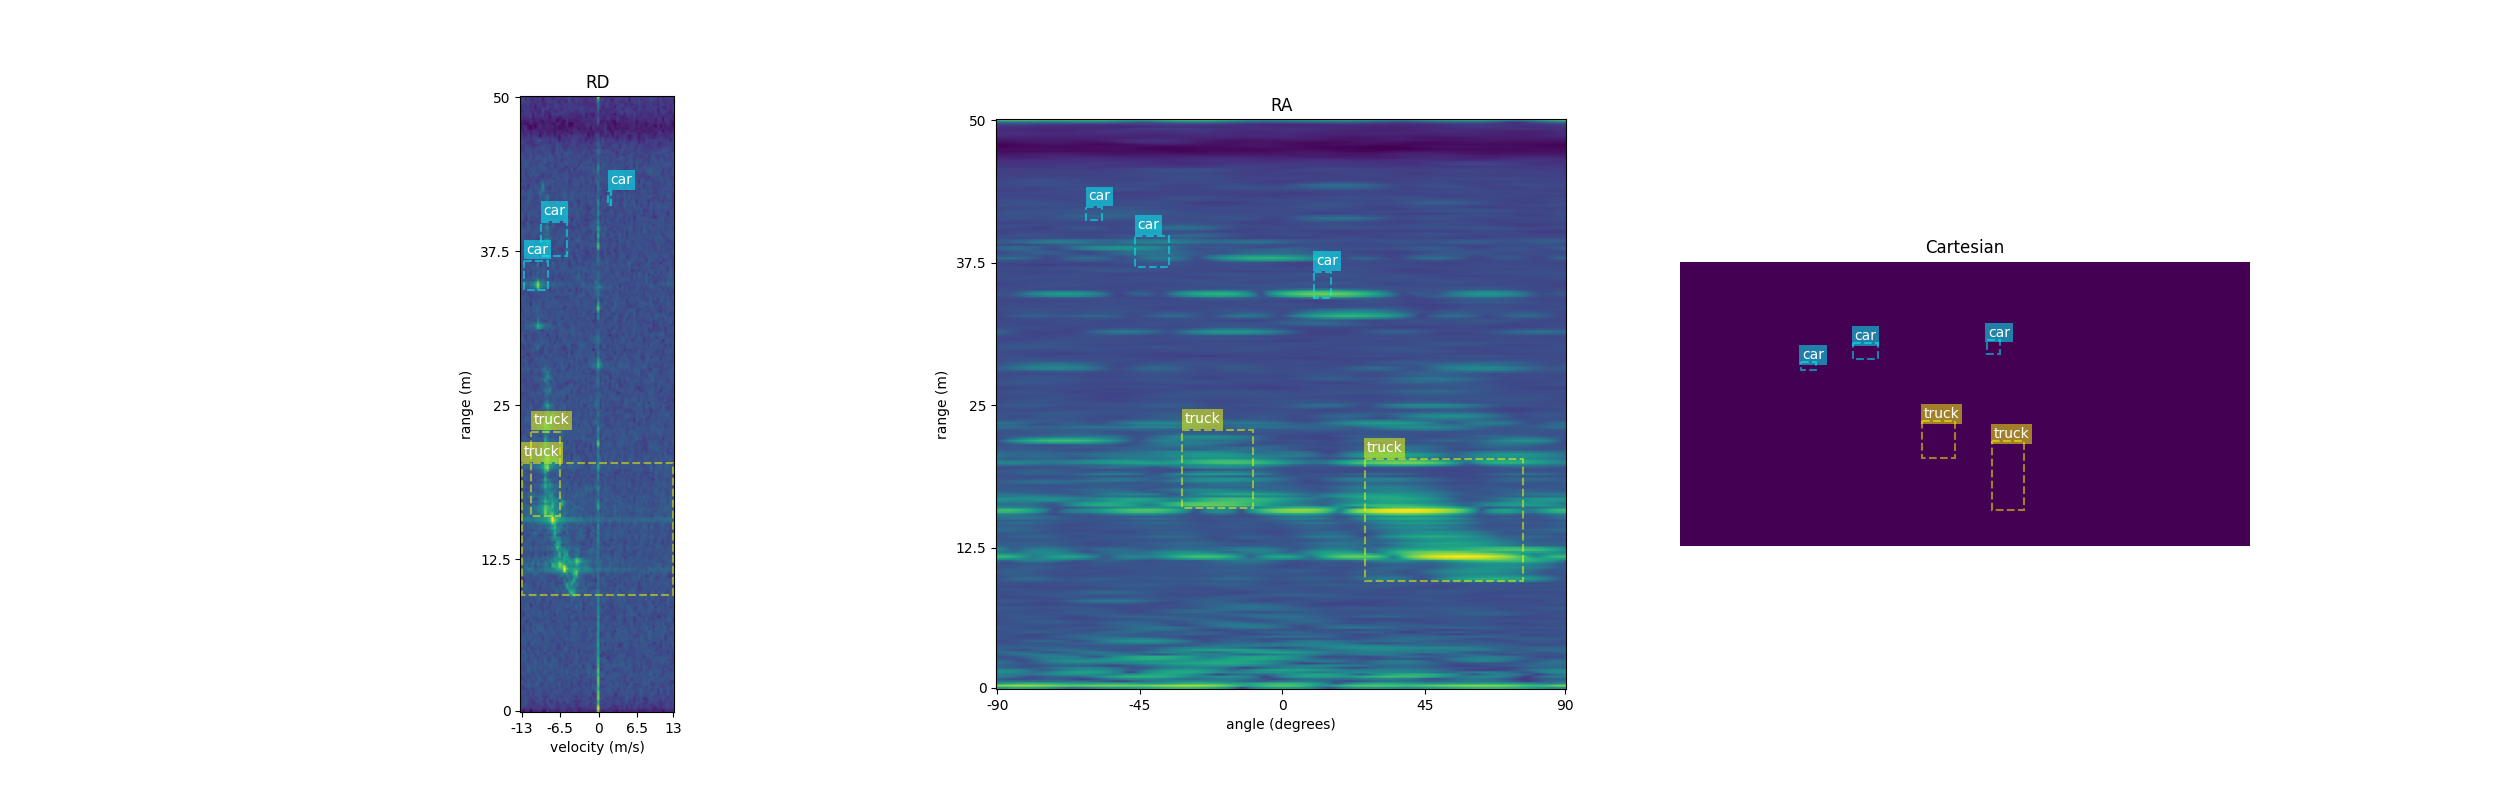 RD
50
37.5
25
12.5
0
range (m)
-13
-6.5
0
6.5
13
velocity (m/s)
car
car
car
truck
truck
RA
50
37.5
25
12.5
0
range (m)
-90
-45
0
45
90
angle (degrees)
car
car
car
truck
truck
Cartesian
car
car
car
truck
truck